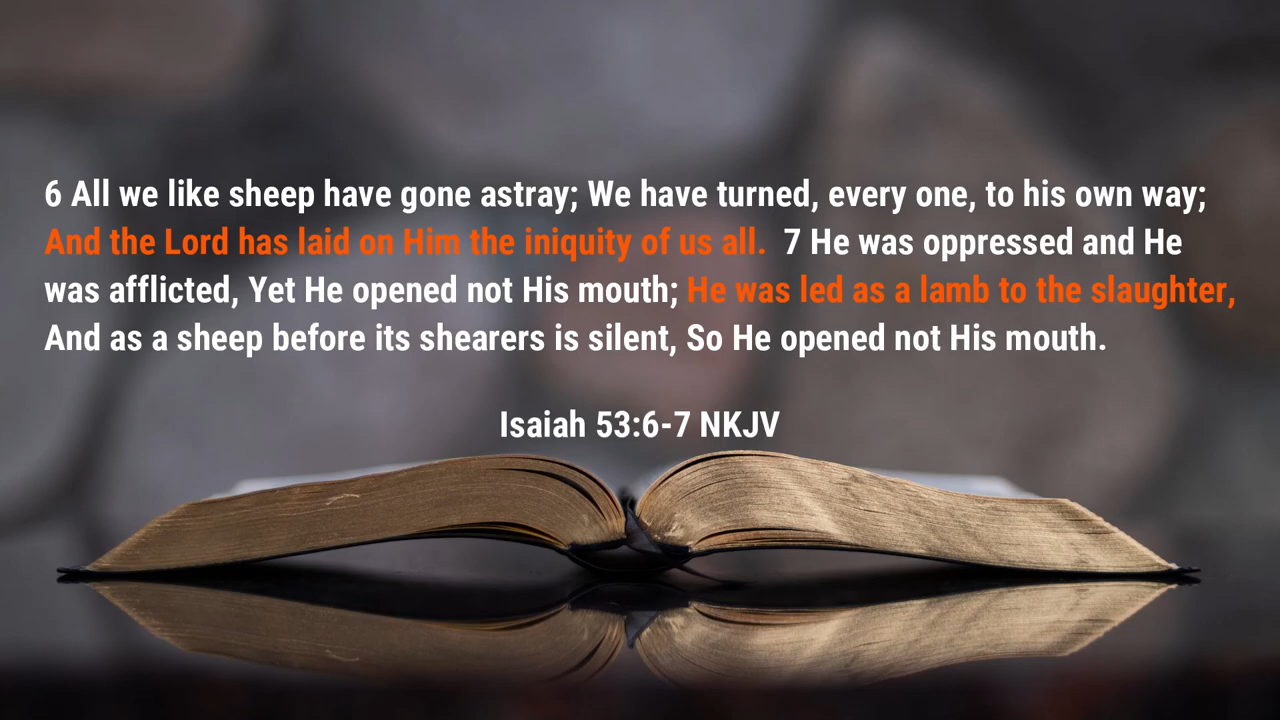 6 All we like sheep have gone astray; We have turned, every one, to his own way;
And the Lord has laid on Him the iniquity of us all.  7 He was oppressed and He
was afflicted, Yet He opened not His mouth; He was led as a lamb to the slaughter,
And as a sheep before its shearers is silent, So He opened not His mouth.
Isaiah 53:6-7 NKJV